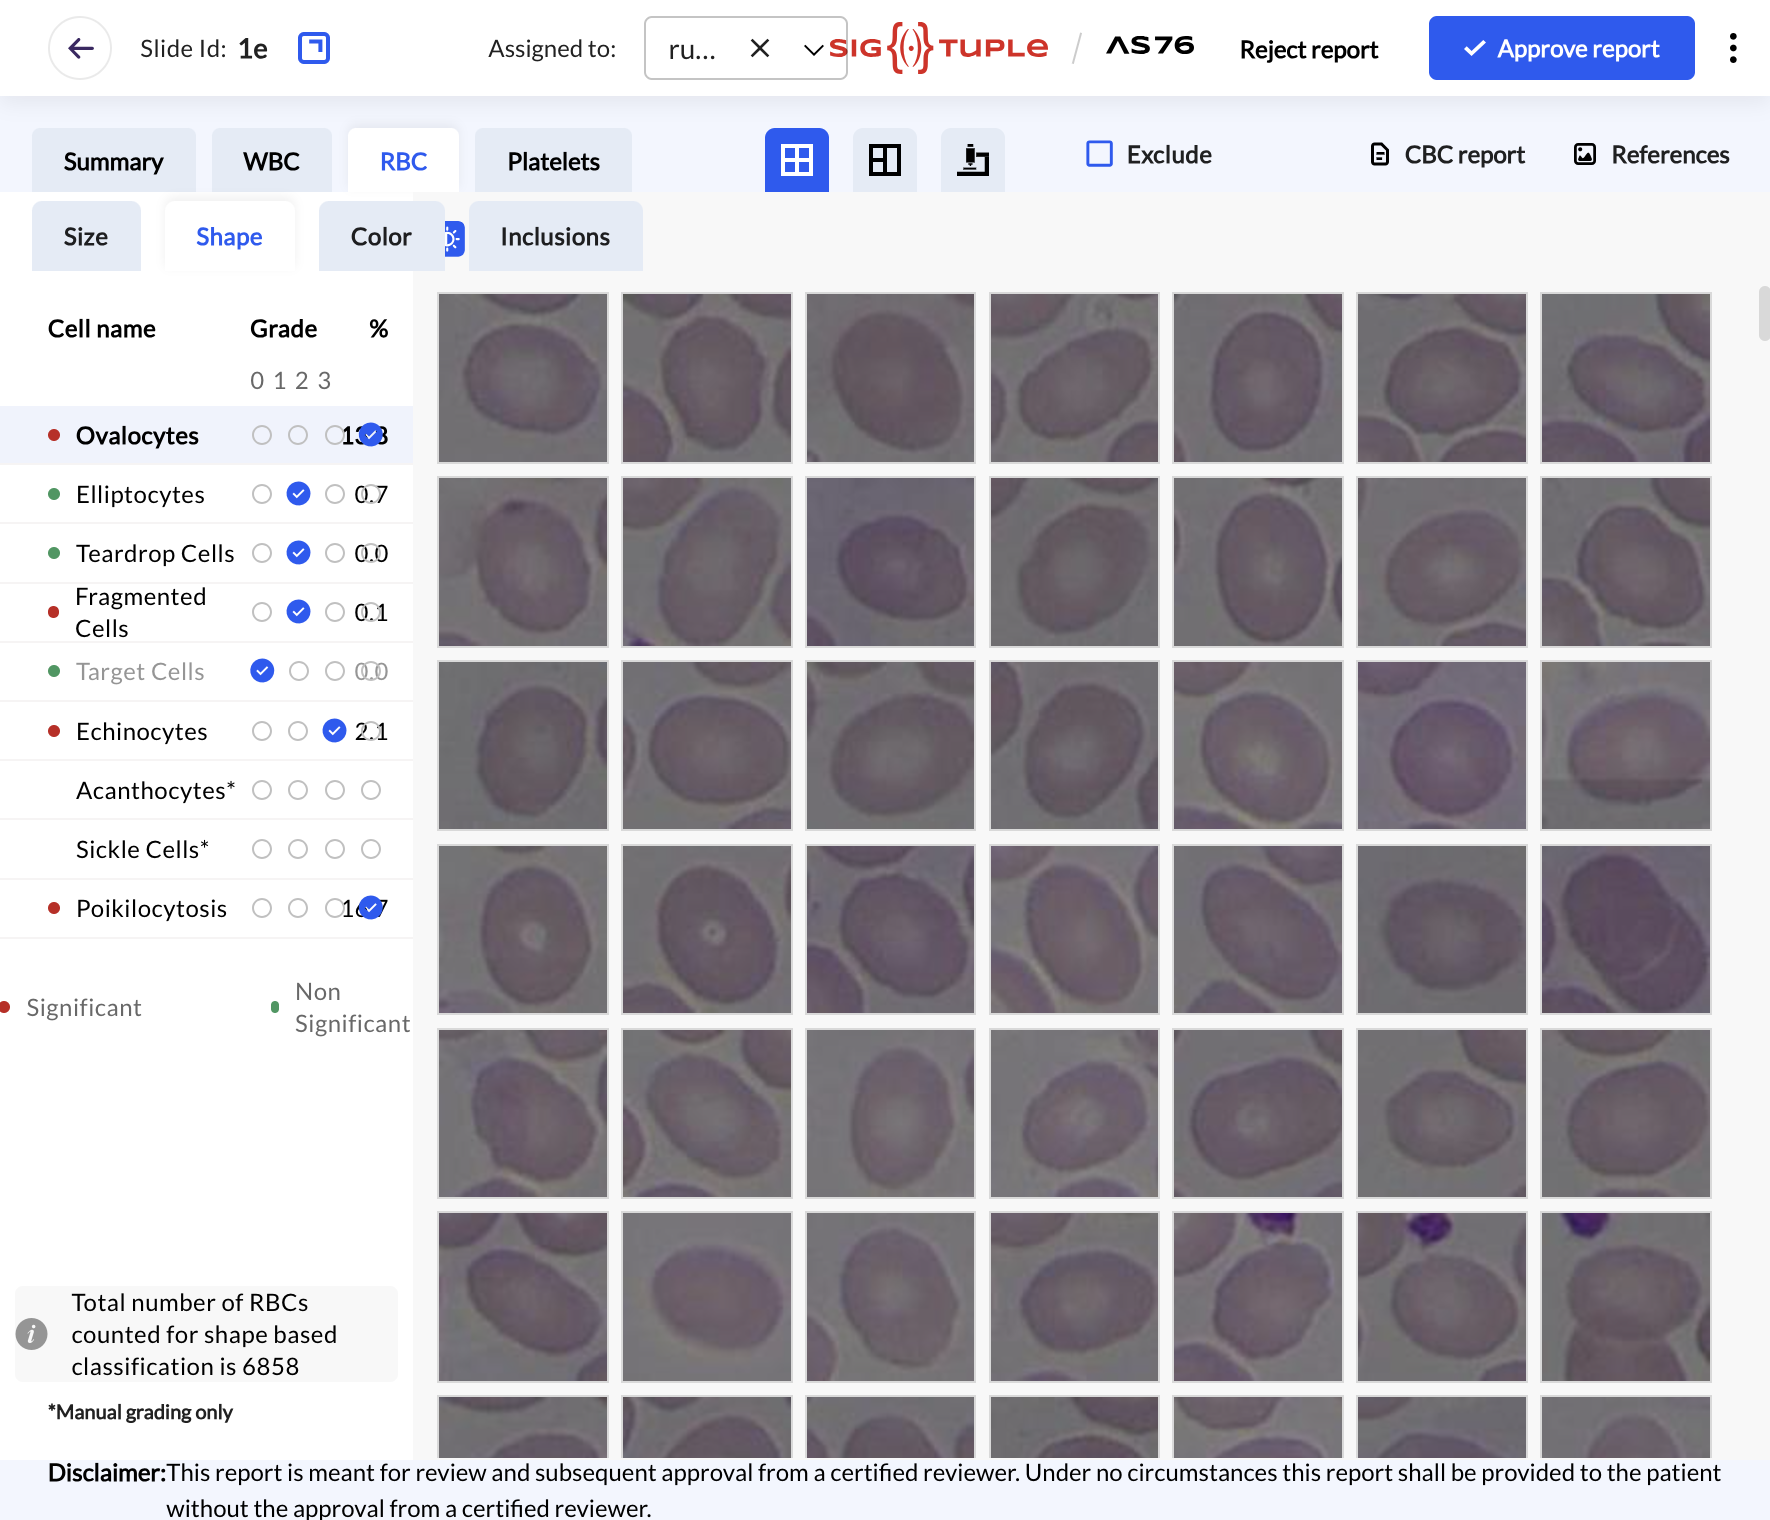 Slide Id: 1e
Assigned to: ru...
SIG TUPLE / AS76
Reject report
Approve report
Summary WBC RBC Platelets
Exclude
CBC report References
Size Shape Color Inclusions
Cell name Grade %
0 1 2 3
Ovalocytes
Elliptocytes 0.7
Teardrop Cells 0.0
Fragmented
Cells 0.1
Target Cells 0.0
Echinocytes 2.1
Acanthocytes*
Sickle Cells*
Poikilocytosis
Significant
Non
Significant
Total number of RBCs
counted for shape based
classification is 6858
*Manual grading only
Disclaimer:This report is meant for review and subsequent approval from a certified reviewer. Under no circumstances this report shall be provided to the patient
without the approval from a certified reviewer.